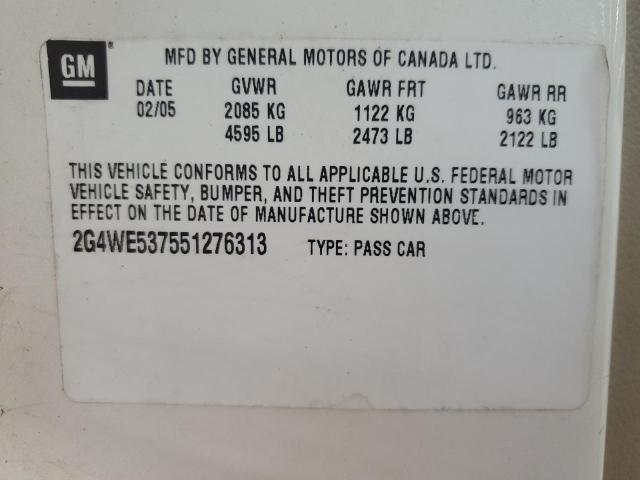 GM
MFD BY GENERAL MOTORS OF CANADA LTD.
DATE GVWR GAWR FRT GAWR RR
02/05 2085 KG 1122 KG 963 KG
4595 LB 2473 LB 2122 LB
THIS VEHICLE CONFORMS TO ALL APPLICABLE U.S. FEDERAL MOTOR
VEHICLE SAFETY, BUMPER, AND THEFT PREVENTION STANDARDS IN
EFFECT ON THE DATE OF MANUFACTURE SHOWN ABOVE.
2G4WE537551276313 TYPE: PASS CAR